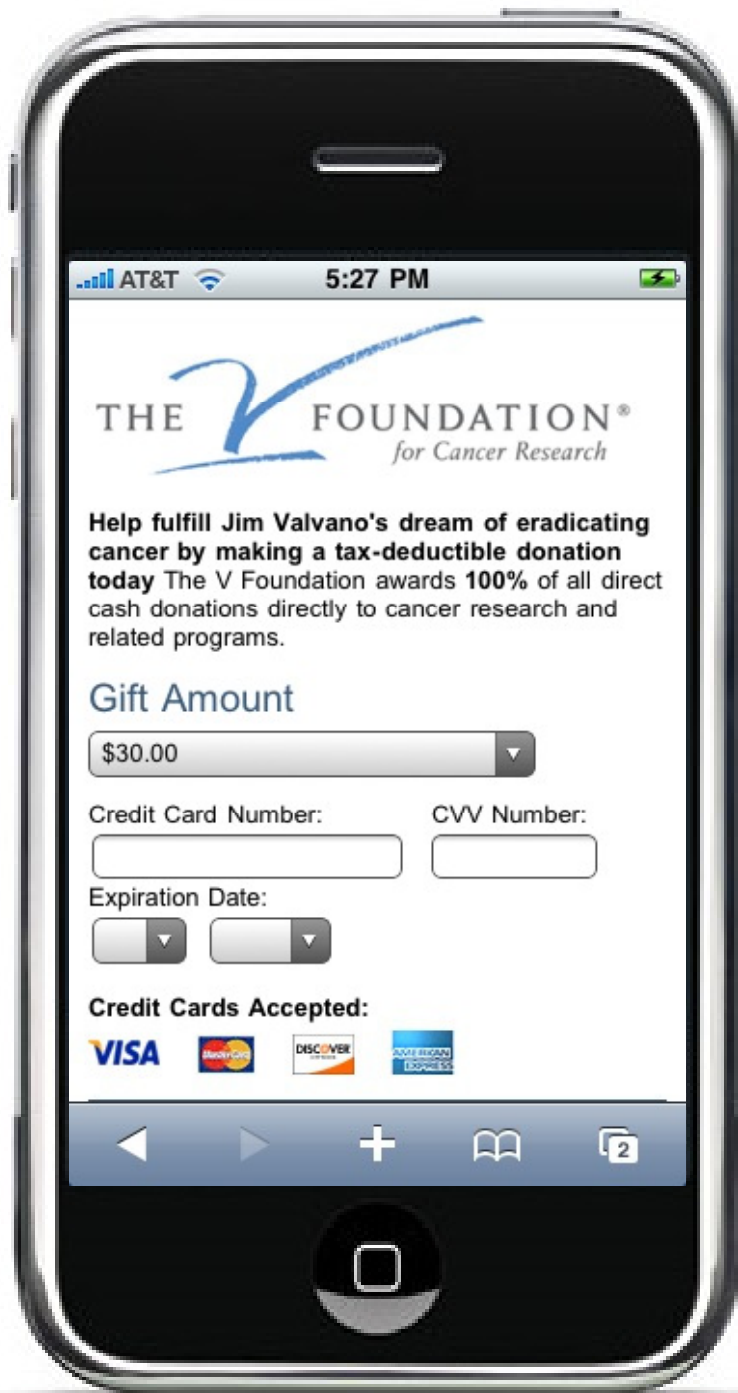 AT&T 5:27 PM
THE V FOUNDATION®
for Cancer Research
Help fulfill Jim Valvano's dream of eradicating
cancer by making a tax-deductible donation
today The V Foundation awards 100% of all direct
cash donations directly to cancer research and
related programs.
Gift Amount
$30.00
Credit Card Number: CVV Number:
Expiration Date:
Credit Cards Accepted:
VISA MasterCard DISCOVER AMERICAN EXPRESS
2